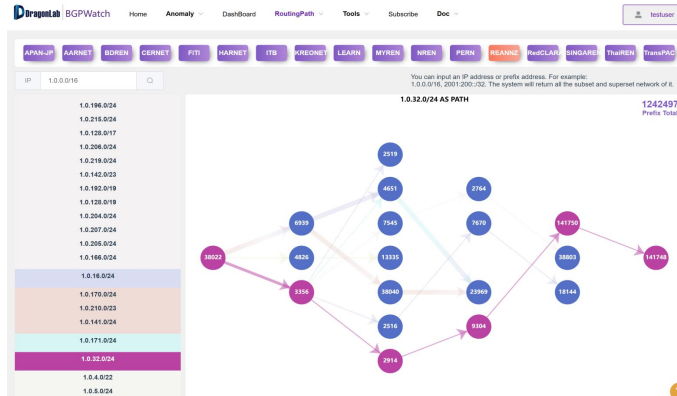 DragonLab BGPWatch Home Anomaly DashBoard RoutingPath Tools Subscribe Doc testuser
APAN-JP AARNET BDREN CERNET FITI HARNET ITB KREONET LEARN MYREN NREN PERN REANNZ RedCLARA SINGAREN ThaiREN TransPAC
IP 1.0.0.0/16
You can input an IP address or prefix address. For example:
1.0.0.0/16, 2001:200::/32. The system will return all the subset and superset network of it.
1.0.32.0/24 AS PATH
1242497
Prefix Total
1.0.196.0/24
1.0.215.0/24
1.0.128.0/17
1.0.206.0/24
1.0.219.0/24
1.0.142.0/23
1.0.192.0/19
1.0.128.0/19
1.0.204.0/24
1.0.207.0/24
1.0.205.0/24
1.0.166.0/24
1.0.16.0/24
1.0.170.0/24
1.0.210.0/23
1.0.141.0/24
1.0.171.0/24
1.0.32.0/24
1.0.4.0/22
1.0.5.0/24
2519
4651 2764
6939 7545 7670 141750
38022 4826 13335 38803 141748
3356 38040 23969 18144
2516 9304
2914